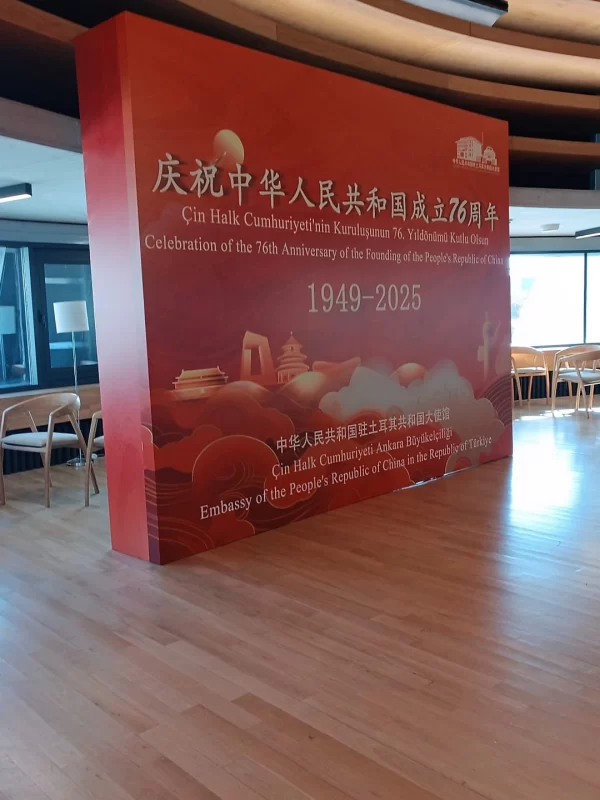 庆祝中华人民共和国成立76周年
Çin Halk Cumhuriyeti'nin Kuruluşunun 76. Yıldönümü Kutlu Olsun
Celebration of the 76th Anniversary of the Founding of the People's Republic of China
1949-2025
中华人民共和国驻土耳其共和国大使馆
Çin Halk Cumhuriyeti Ankara Büyükelçiliği
Embassy of the People's Republic of China in the Republic of Türkiye